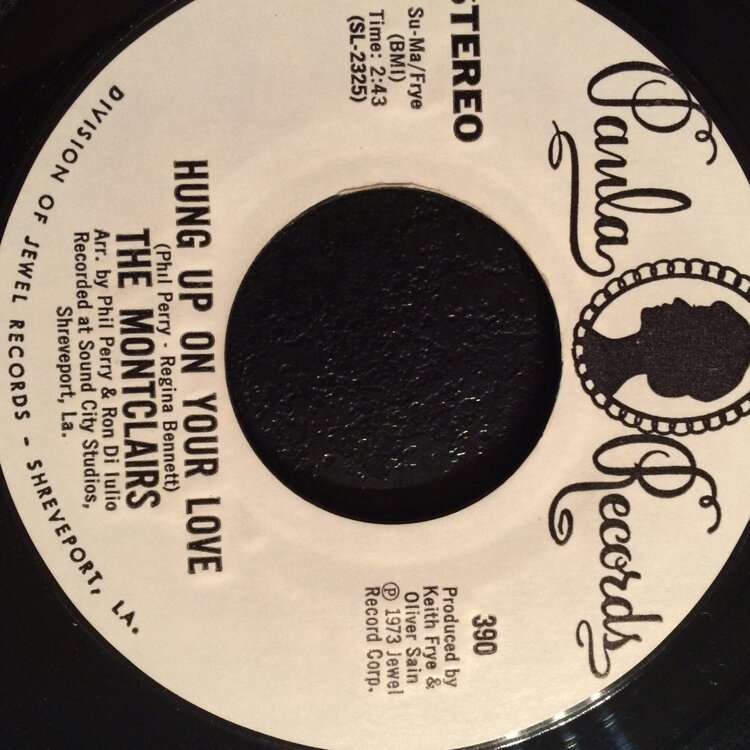 Paula Records
STEREO
Su-Ma/Frye
(BMI)
Time: 2:43
(SL-2325)
390
Produced by
Keith Frye &
Oliver Sain
℗ 1973 Jewel
Record Corp.
HUNG UP ON YOUR LOVE
(Phil Perry - Regina Bennett)
THE MONTCLAIRS
Arr. by Phil Perry & Ron Di Iulio
Recorded at Sound City Studios,
Shreveport, La.
DIVISION OF JEWEL RECORDS - SHREVEPORT, LA.